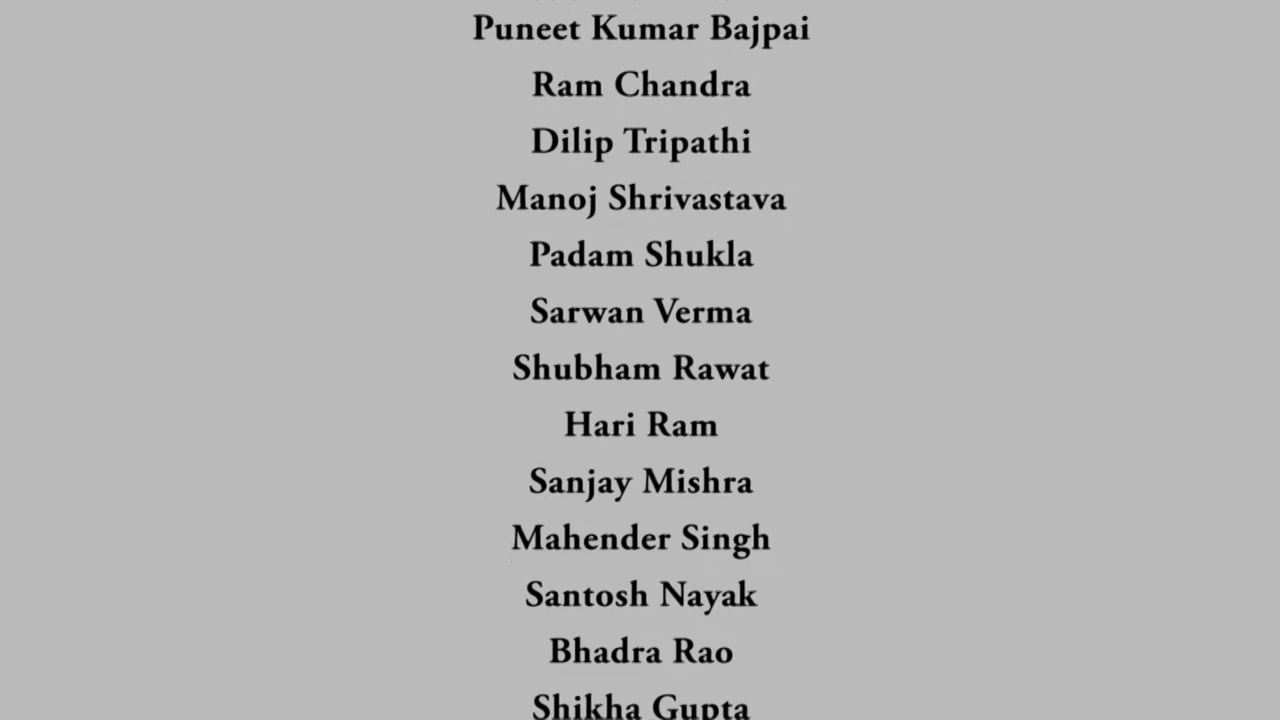 Puneet Kumar Bajpai
Ram Chandra
Dilip Tripathi
Manoj Shrivastava
Padam Shukla
Sarwan Verma
Shubham Rawat
Hari Ram
Sanjay Mishra
Mahender Singh
Santosh Nayak
Bhadra Rao
Shikha Gupta